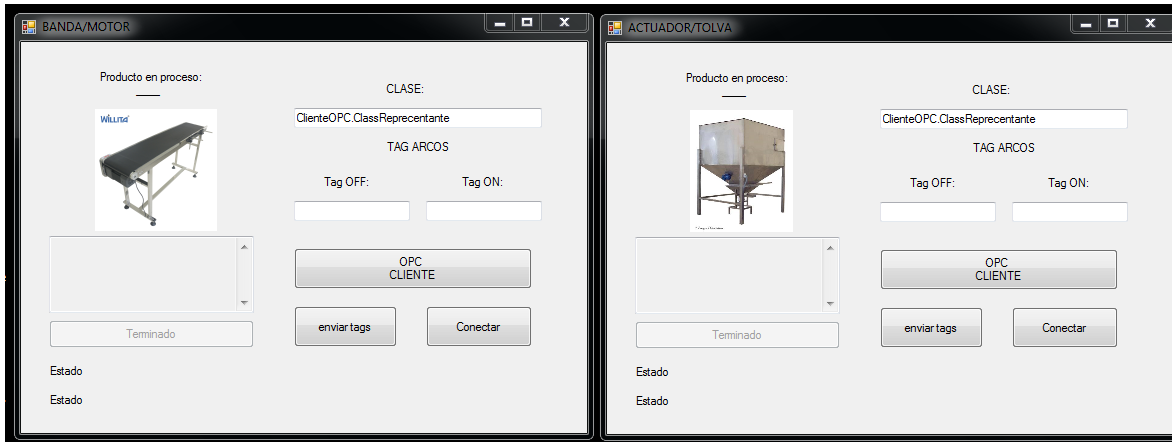 BANDA/MOTOR
Producto en proceso:
CLASE:
WILLITA
ClienteOPC.ClassReprecentante
TAG ARCOS
Tag OFF:
Tag ON:
OPC
CLIENTE
enviar tags
Conectar
Terminado
Estado
Estado
ACTUADOR/TOLVA
Producto en proceso:
CLASE:
ClienteOPC.ClassReprecentante
TAG ARCOS
Tag OFF:
Tag ON:
OPC
CLIENTE
enviar tags
Conectar
Terminado
Estado
Estado